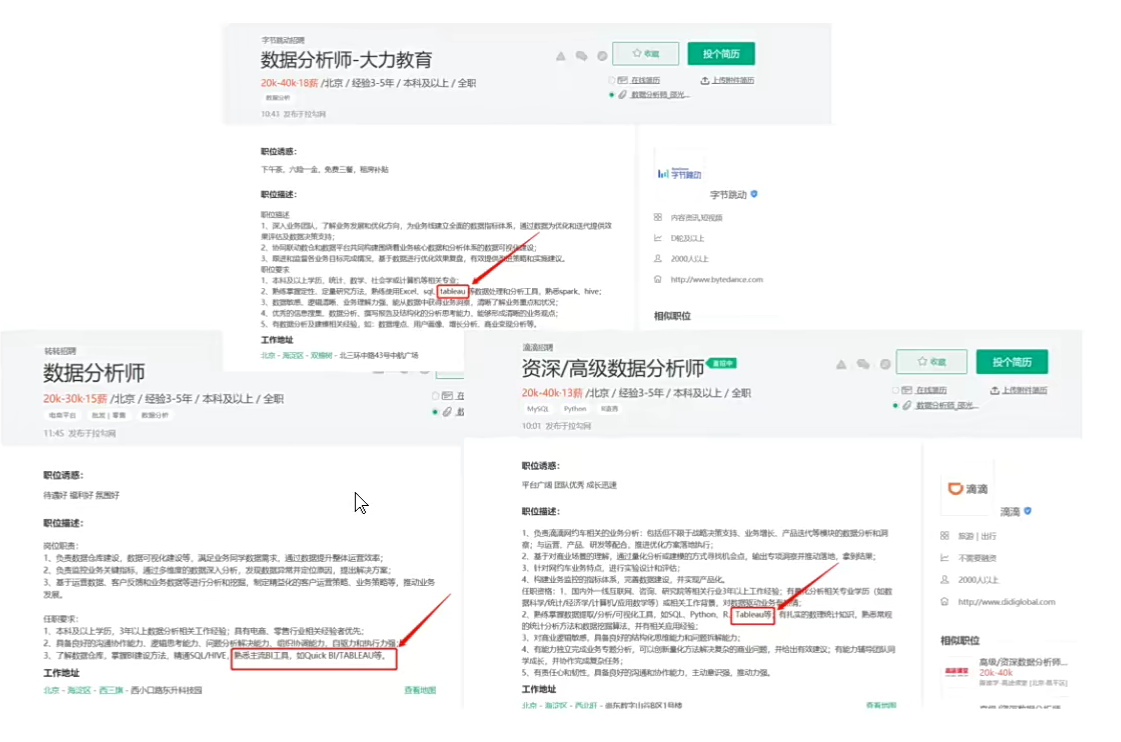 字节跳动招聘
数据分析师-大力教育
20k-40k·18薪 /北京 / 经验3-5年 / 本科及以上 / 全职
数据分析
10:43 发布于拉勾网
收藏
投个简历
在线简历
上传附件简历
职位诱惑：
下午茶，六险一金，免费三餐，租房补贴
职位描述：
职位描述
1、深入业务团队，了解业务发展和优化方向，为业务线建立全面的数据指标体系，通过数据为优化和迭代提供效
果评估及数据决策支持；
2、协同联动数仓和数据平台共同构建围绕着业务核心数据和分析体系的数据可视化建设；
3、跟进和监督各业务目标完成情况，基于数据进行优化效果复盘，有效提供改进策略和实施建议。
职位要求
1、本科及以上学历，统计、数学、社会学或计算机等相关专业；
2、熟练掌握定性、定量研究方法，熟练使用Excel、sql、tableau等数据处理和分析工具，熟悉spark、hive；
3、数据敏感、逻辑清晰、业务理解力强、能从数据中获得业务洞察，清晰了解业务重点和状况；
4、优秀的信息搜集、数据分析、撰写报告及结构化的分析思考能力，能够形成清晰的业务观点；
5、有数据分析及建模相关经验，如：数据埋点、用户画像、增长分析、商业变现分析等。
工作地址
北京 - 海淀区 - 双榆树 - 北三环中路43号中航广场
字节跳动
字节跳动
内容资讯,短视频
D轮及以上
2000人以上
http://www.bytedance.com
相似职位
转转招聘
数据分析师
20k-30k·15薪 /北京 / 经验3-5年 / 本科及以上 / 全职
电商平台 批发 | 零售 数据分析
11:45 发布于拉勾网
职位诱惑：
待遇好 福利好 氛围好
职位描述：
岗位职责：
1、负责数据仓库建设，数据可视化建设等，满足业务同学数据需求，通过数据提升整体运营效率；
2、负责监控业务关键指标，通过多维度的数据深入分析，发现数据异常并定位原因，提出解决方案；
3、基于运营数据、客户反馈和业务数据等进行分析和挖掘，制定精益化的客户运营策略、业务策略等，推动业务
发展。
任职要求：
1、本科及以上学历，3年以上数据分析相关工作经验；具有电商、零售行业相关经验者优先；
2、具备良好的沟通协作能力、逻辑思考能力、问题分析解决能力、组织协调能力、自驱力和执行力强；
3、了解数据仓库，掌握BI建设方法，精通SQL/HIVE，熟悉主流BI工具，如Quick BI/TABLEAU等。
工作地址
北京 - 海淀区 - 西三旗 - 西小口路东升科技园
查看地图
滴滴招聘
资深/高级数据分析师
20k-40k·13薪 /北京 / 经验3-5年 / 本科及以上 / 全职
MySQL Python
10:01 发布于拉勾网
收藏
投个简历
在线简历
上传附件简历
职位诱惑：
平台广阔 团队优秀 成长迅速
职位描述：
1、负责滴滴网约车相关的业务分析：包括但不限于战略决策支持、业务增长、产品迭代等模块的数据分析和洞
察；与运营、产品、研发等配合，推进优化方案落地执行；
2、基于对商业场景的理解，通过量化分析或建模的方式寻找机会点，输出专项洞察并推动落地，拿到结果；
3、针对网约车业务特点，进行实验设计和评估；
4、构建业务监控的指标体系，完善数据建设，并实现产品化。
任职资格：1、国内外一线互联网、咨询、研究院等相关行业3年以上工作经验；有量化分析相关专业学历（如数
据科学/统计/经济学/计算机/应用数学等）或相关工作背景，对数据驱动业务有
2、熟练掌握数据提取/分析/可视化工具，如SQL、Python、R、Tableau等；有扎实的数理统计知识，熟悉常规
的统计分析方法和数据挖掘算法，并有相关应用经验；
3、对商业逻辑敏感，具备良好的结构化思维能力和问题拆解能力；
4、有能力独立完成业务专题分析，可以创新量化方法解决复杂的商业问题，并给出有效建议；有能力辅导团队同
学成长，并协作完成复杂任务；
5、有责任心和韧性，具备良好的沟通和协作能力，主动意识强，推动力强。
工作地址
滴滴
滴滴
旅游 | 出行
不需要融资
2000人以上
http://www.didiglobal.com
相似职位
高级/资深数据分析师...
20k-40k
查看地图